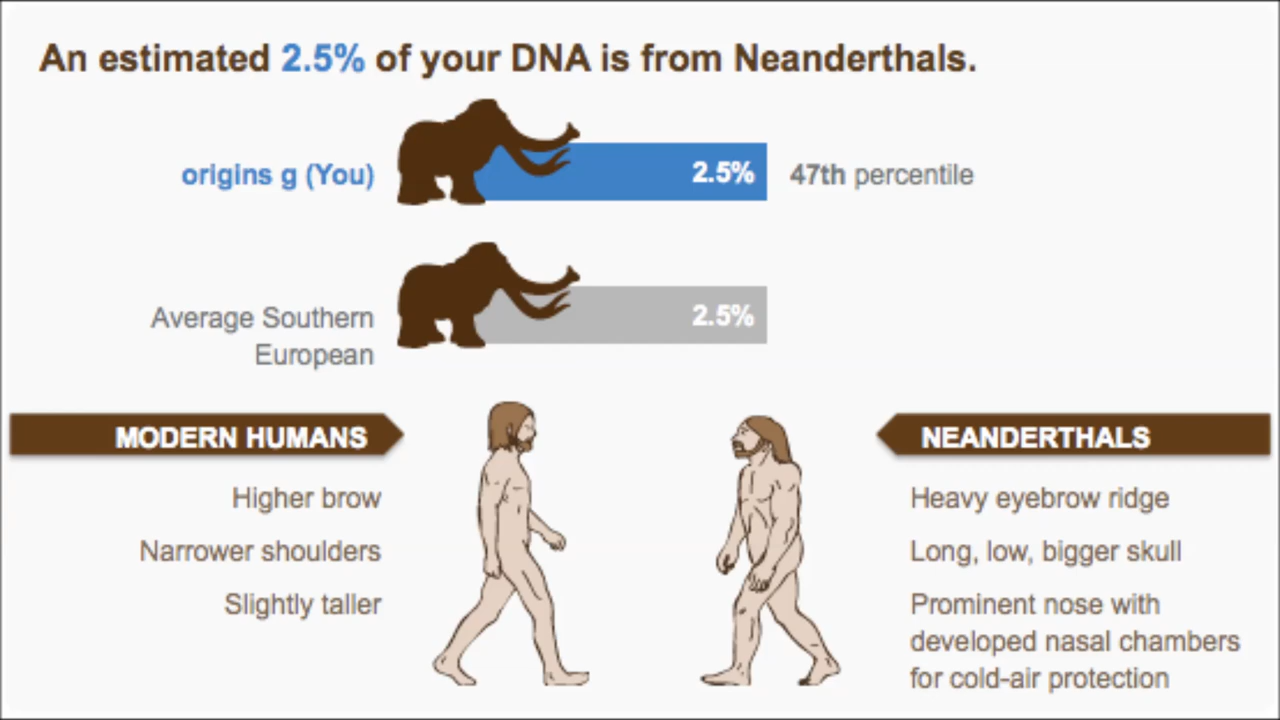 An estimated 2.5% of your DNA is from Neanderthals.
origins g (You)
2.5%
47th percentile
Average Southern
European
2.5%
MODERN HUMANS
Higher brow
Narrower shoulders
Slightly taller
NEANDERTHALS
Heavy eyebrow ridge
Long, low, bigger skull
Prominent nose with
developed nasal chambers
for cold-air protection